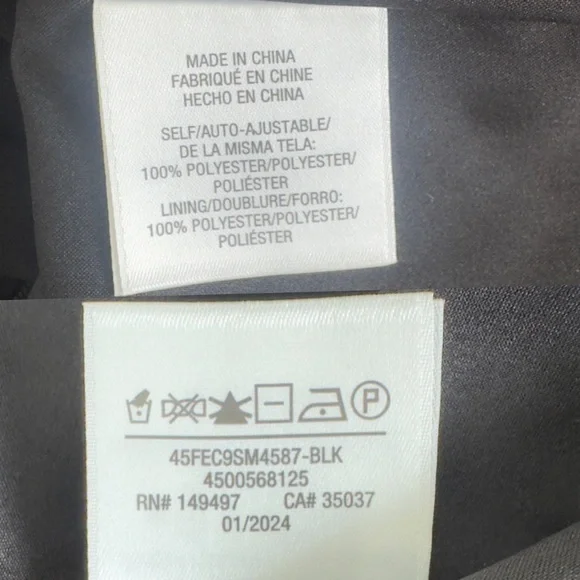 MADE IN CHINA
FABRIQUÉ EN CHINE
HECHO EN CHINA
SELF/AUTO-AJUSTABLE/
DE LA MISMA TELA:
100% POLYESTER/POLYESTER/
POLIÉSTER
LINING/DOUBLURE/FORRO:
100% POLYESTER/POLYESTER/
POLIÉSTER
P
45FEC9SM4587-BLK
4500568125
RN# 149497 CA# 35037
01/2024